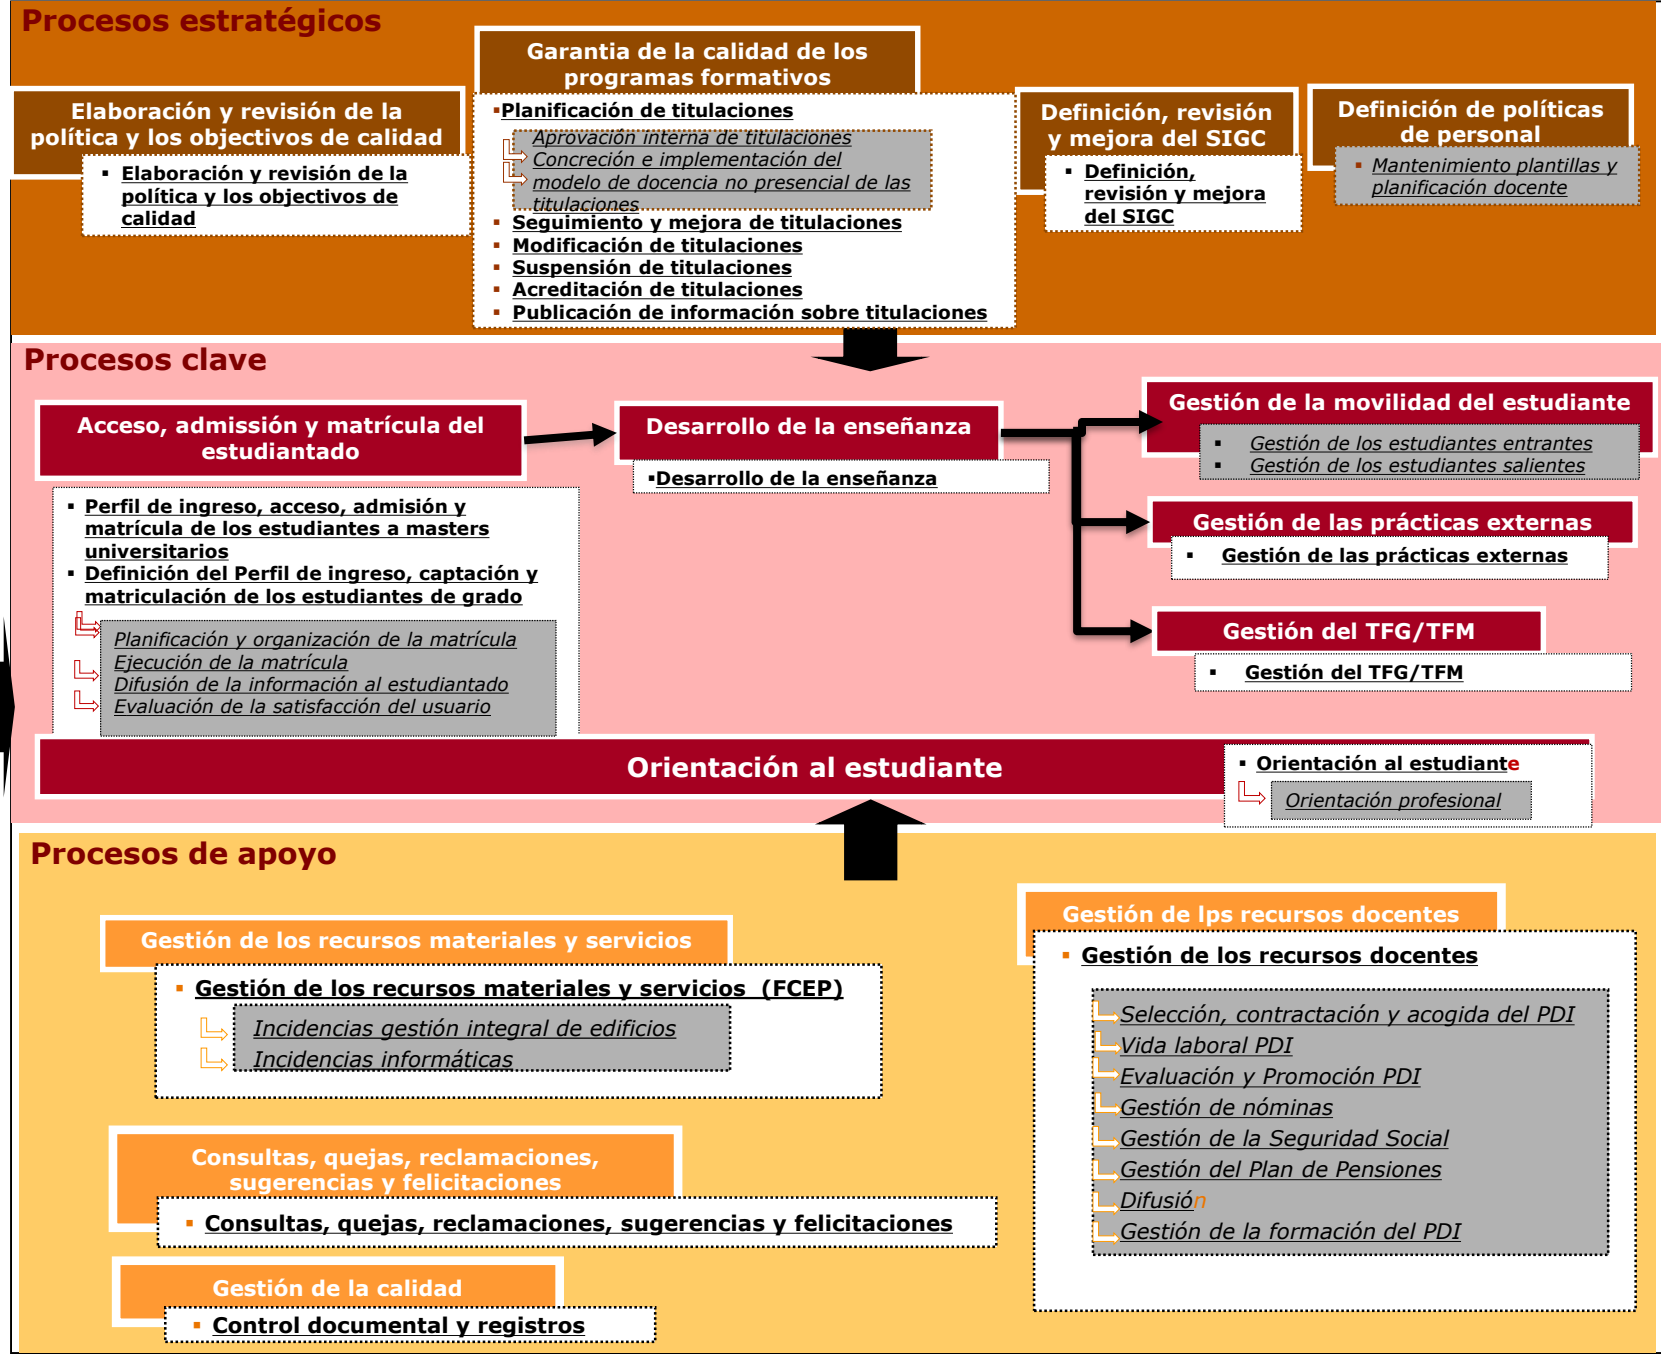 Procesos estratégicos
Garantia de la calidad de los
programas formativos
▪Planificación de titulaciones
Aprovación interna de titulaciones
Concreción e implementación del
modelo de docencia no presencial de las
titulaciones
▪ Seguimiento y mejora de titulaciones
▪ Modificación de titulaciones
▪ Suspensión de titulaciones
▪ Acreditación de titulaciones
▪ Publicación de información sobre titulaciones
Elaboración y revisión de la
política y los objectivos de calidad
▪ Elaboración y revisión de la
política y los objectivos de
calidad
Definición, revisión
y mejora del SIGC
▪ Definición,
revisión y mejora
del SIGC
Definición de políticas
de personal
▪ Mantenimiento plantillas y
planificación docente
Procesos clave
Acceso, admissión y matrícula del
estudiantado
▪ Perfil de ingreso, acceso, admisión y
matrícula de los estudiantes a masters
universitarios
▪ Definición del Perfil de ingreso, captación y
matriculación de los estudiantes de grado
Planificación y organización de la matrícula
Ejecución de la matrícula
Difusión de la información al estudiantado
Evaluación de la satisfacción del usuario
Desarrollo de la enseñanza
▪Desarrollo de la enseñanza
Gestión de la movilidad del estudiante
▪ Gestión de los estudiantes entrantes
▪ Gestión de los estudiantes salientes
Gestión de las prácticas externas
▪ Gestión de las prácticas externas
Gestión del TFG/TFM
▪ Gestión del TFG/TFM
Orientación al estudiante
▪ Orientación al estudiante
Orientación profesional
Procesos de apoyo
Gestión de los recursos materiales y servicios
▪ Gestión de los recursos materiales y servicios (FCEP)
Incidencias gestión integral de edificios
Incidencias informáticas
Consultas, quejas, reclamaciones,
sugerencias y felicitaciones
▪ Consultas, quejas, reclamaciones, sugerencias y felicitaciones
Gestión de la calidad
▪ Control documental y registros
Gestión de lps recursos docentes
▪ Gestión de los recursos docentes
Selección, contractación y acogida del PDI
Vida laboral PDI
Evaluación y Promoción PDI
Gestión de nóminas
Gestión de la Seguridad Social
Gestión del Plan de Pensiones
Difusión
Gestión de la formación del PDI